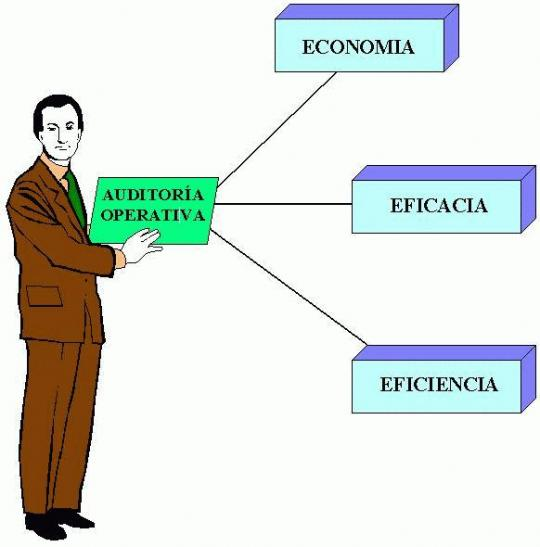 ECONOMIA
AUDITORÍA
OPERATIVA
EFICACIA
EFICIENCIA